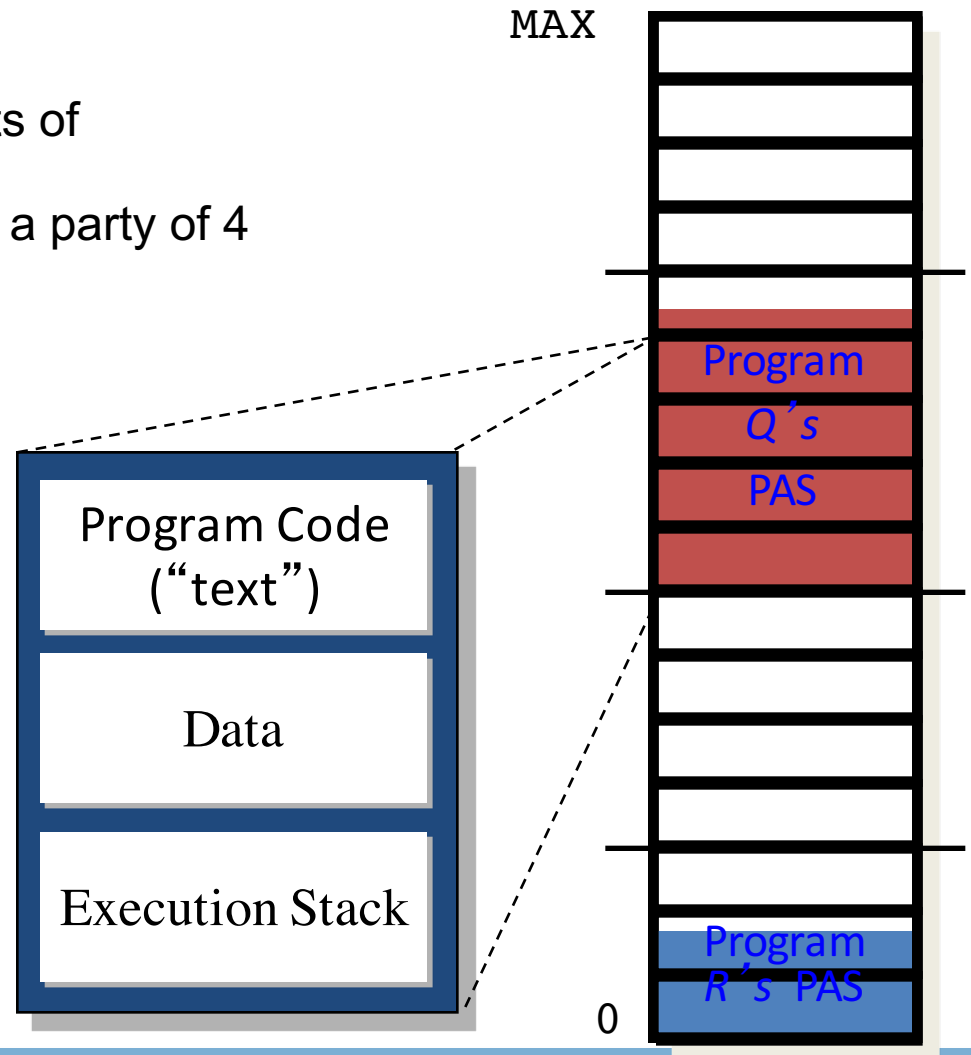 MAX
ts of
a party of 4
Program
Q´s
PAS
Program Code
(“text”)
Data
Execution Stack
Program
R´s PAS
0